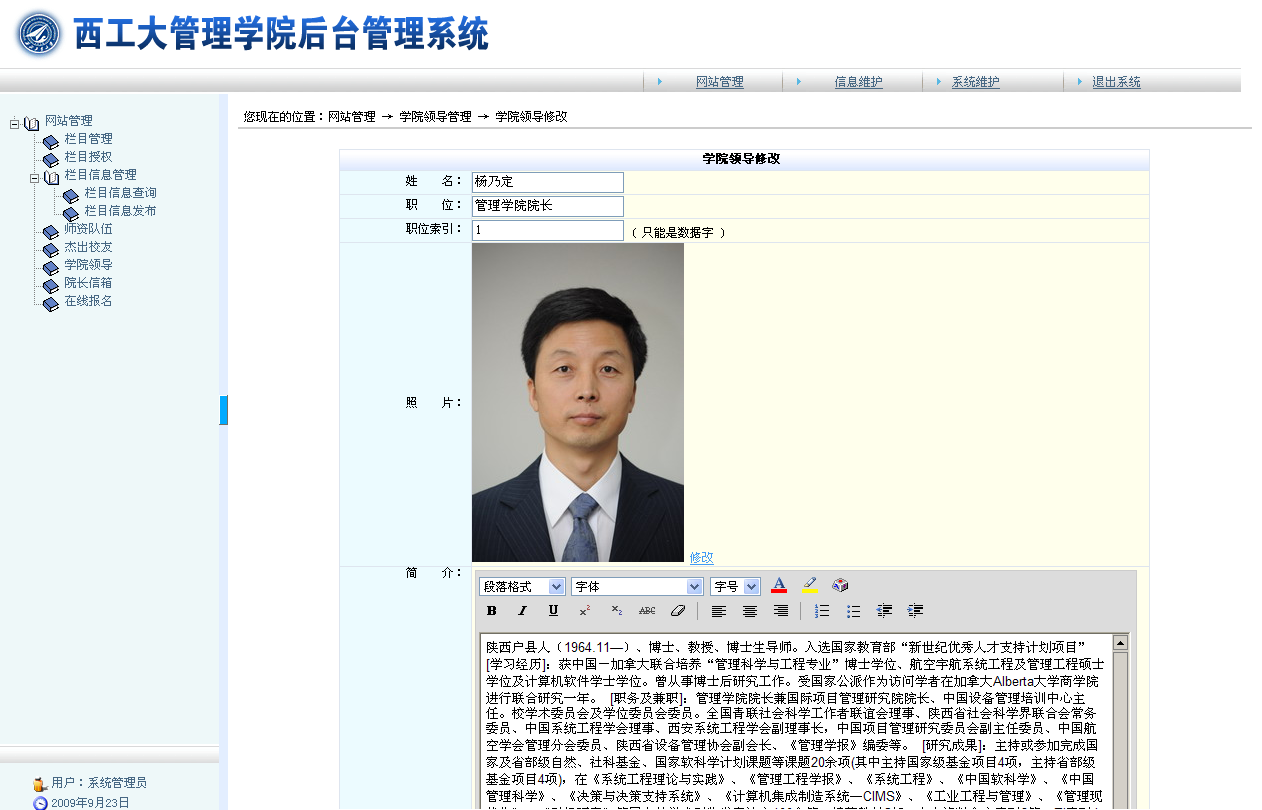 西工大管理学院后台管理系统
网站管理 信息维护 系统维护 退出系统
网站管理
栏目管理
栏目授权
栏目信息管理
栏目信息查询
栏目信息发布
师资队伍
杰出校友
学院领导
院长信箱
在线报名
用户：系统管理员
2009年9月23日
您现在的位置：网站管理 → 学院领导管理 → 学院领导修改
学院领导修改
姓 名： 杨乃定
职 位： 管理学院院长
职位索引： 1 （ 只能是数据字 ）
照 片： 修改
简 介：
段落格式 字体 字号 A
B I U x² x₂ ABC
陕西户县人（1964.11—）、博士、教授、博士生导师。入选国家教育部“新世纪优秀人才支持计划项目”
[学习经历]：获中国一加拿大联合培养“管理科学与工程专业”博士学位、航空宇航系统工程及管理工程硕士
学位及计算机软件学士学位。曾从事博士后研究工作。受国家公派作为访问学者在加拿大Alberta大学商学院
进行联合研究一年。 [职务及兼职]：管理学院院长兼国际项目管理研究院院长、中国设备管理培训中心主
任。校学术委员会及学位委员会委员。全国青联社会科学工作者联谊会理事、陕西省社会科学界联合会常务
委员、中国系统工程学会理事、西安系统工程学会副理事长，中国项目管理研究委员会副主任委员、中国航
空学会管理分会委员、陕西省设备管理协会副会长、《管理学报》编委等。 [研究成果]：主持或参加完成国
家及省部级自然、社科基金、国家软科学计划课题等课题20余项(其中主持国家级基金项目4项，主持省部级
基金项目4项)，在《系统工程理论与实践》、《管理工程学报》、《系统工程》、《中国软科学》、《中国
管理科学》、《决策与决策支持系统》、《计算机集成制造系统—CIMS》、《工业工程与管理》、《管理现